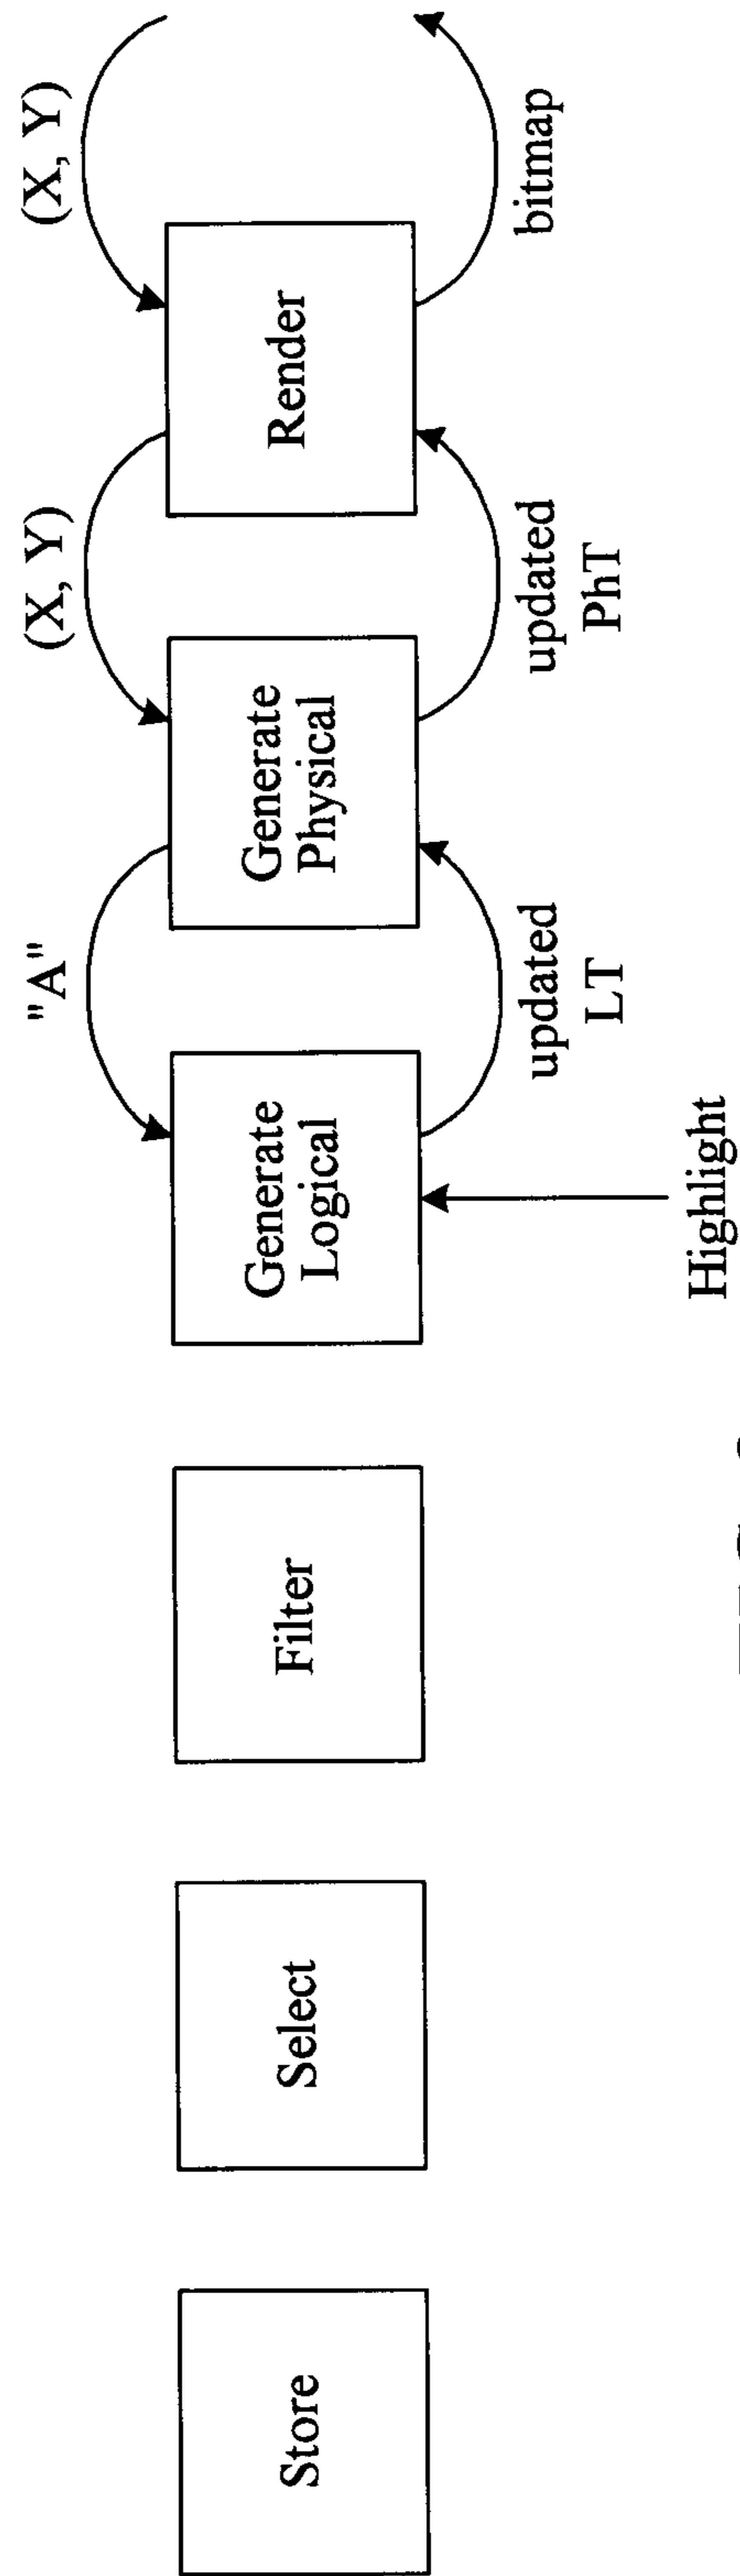 "A"
(X, Y)
(X, Y)
Store
Select
Filter
Generate
Logical
Generate
Physical
Render
updated
LT
updated
PhT
bitmap
Highlight